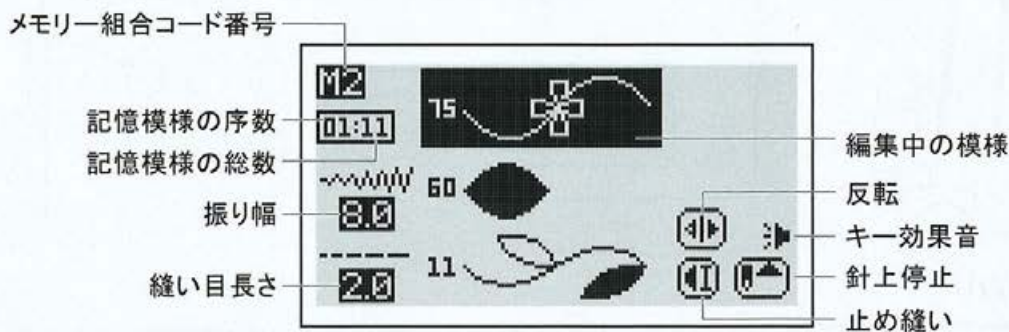 メモリー組合コード番号
記憶模様の序数
記憶模様の総数
振り幅
縫い目長さ
M2
01:11
8.0
2.0
15
60
11
編集中の模様
反転
キー効果音
針上停止
止め縫い